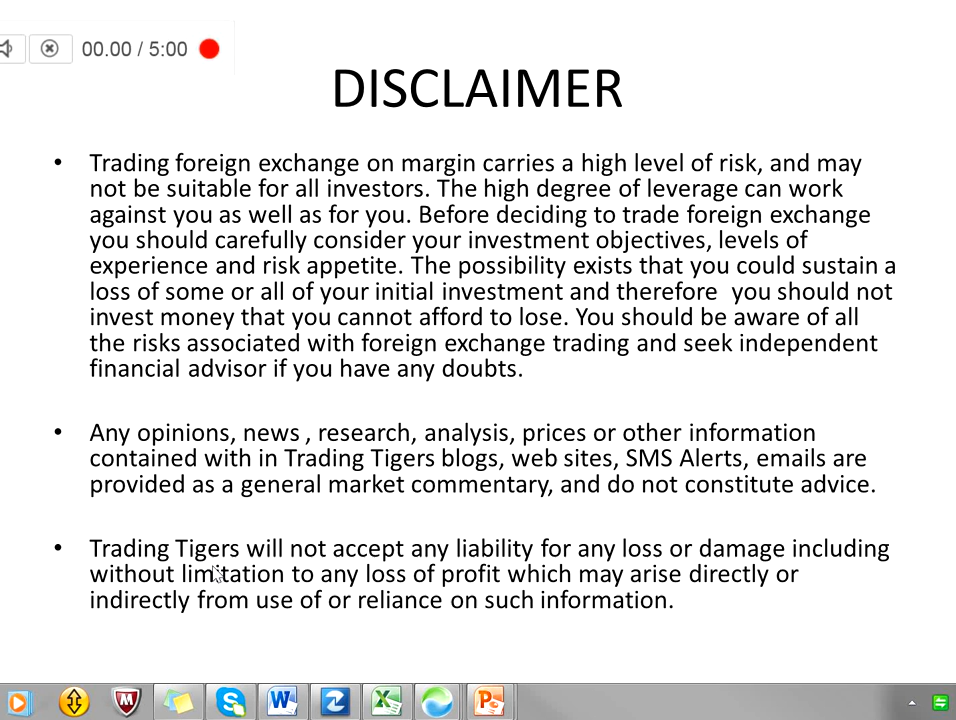 00.00 / 5:00
DISCLAIMER
• Trading foreign exchange on margin carries a high level of risk, and may
not be suitable for all investors. The high degree of leverage can work
against you as well as for you. Before deciding to trade foreign exchange
you should carefully consider your investment objectives, levels of
experience and risk appetite. The possibility exists that you could sustain a
loss of some or all of your initial investment and therefore  you should not
invest money that you cannot afford to lose. You should be aware of all
the risks associated with foreign exchange trading and seek independent
financial advisor if you have any doubts.
• Any opinions, news , research, analysis, prices or other information
contained with in Trading Tigers blogs, web sites, SMS Alerts, emails are
provided as a general market commentary, and do not constitute advice.
• Trading Tigers will not accept any liability for any loss or damage including
without limitation to any loss of profit which may arise directly or
indirectly from use of or reliance on such information.